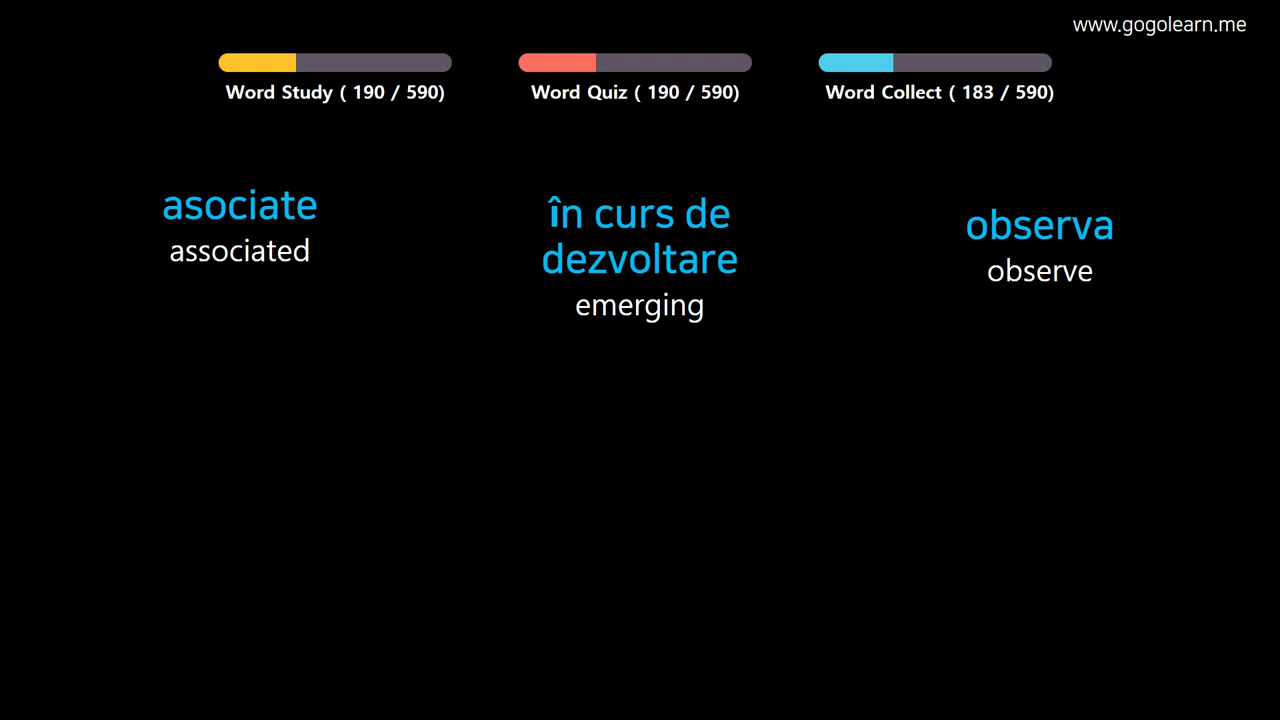 www.gogolearn.me
Word Study ( 190 / 590)
Word Quiz ( 190 / 590)
Word Collect ( 183 / 590)
asociate
associated
în curs de
dezvoltare
emerging
observa
observe